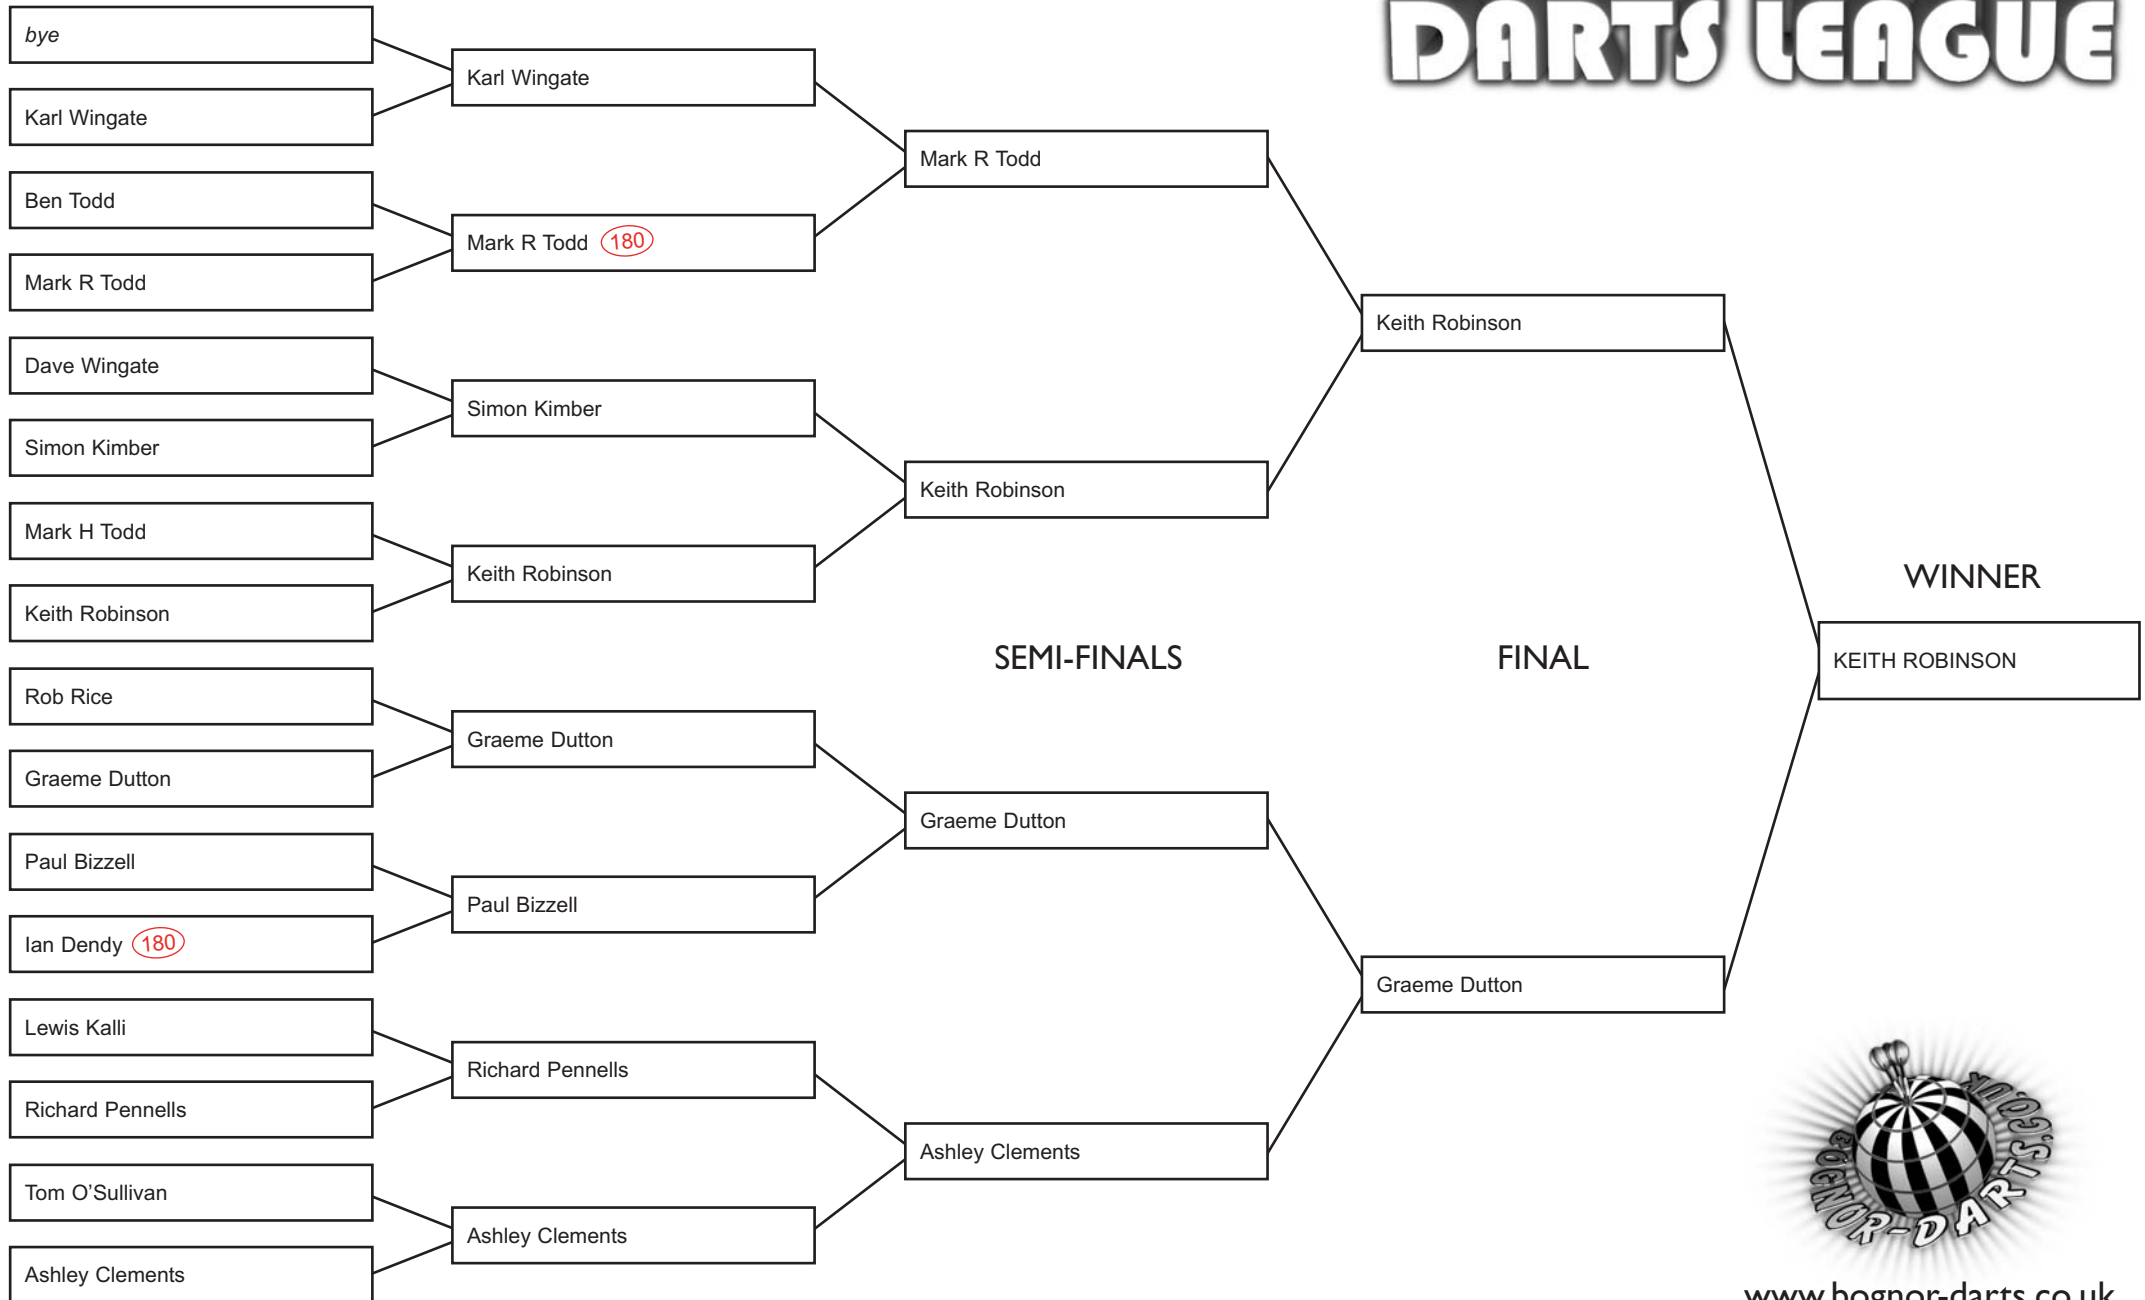 DARTS LEAGUE
bye
Karl Wingate
Ben Todd
Mark R Todd
Dave Wingate
Simon Kimber
Mark H Todd
Keith Robinson
Rob Rice
Graeme Dutton
Paul Bizzell
Ian Dendy 180
Lewis Kalli
Richard Pennells
Tom O'Sullivan
Ashley Clements
Karl Wingate
Mark R Todd 180
Simon Kimber
Keith Robinson
Graeme Dutton
Paul Bizzell
Richard Pennells
Ashley Clements
Mark R Todd
Keith Robinson
SEMI-FINALS
Graeme Dutton
Ashley Clements
Keith Robinson
FINAL
Graeme Dutton
WINNER
KEITH ROBINSON
BOGNOR-DARTS.CO.UK
www.bognor-darts.co.uk